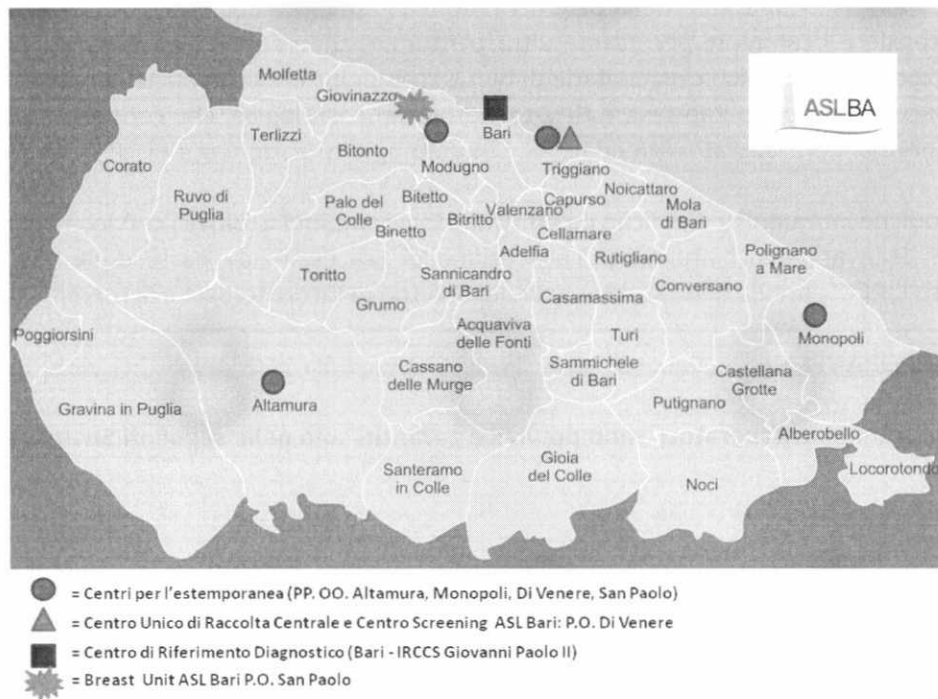 Molfetta
Giovinazzo
ASLBA
Terlizzi
Bari
Bitonto
Corato
Modugno
Triggiano
Ruvo di
Puglia
Palo del
Colle
Bitetto
Capurso
Noicattaro
Valenzano
Mola
di Bari
Binetto
Bitritto
Cellamare
Adelfia
Rutigliano
Polignano
a Mare
Toritto
Sannicandro
di Bari
Conversano
Grumo
Casamassima
Poggiorsini
Acquaviva
delle Fonti
Turi
Monopoli
Cassano
delle Murge
Sammichele
di Bari
Castellana
Grotte
Gravina in Puglia
Altamura
Putignano
Alberobello
Santeramo
in Colle
Gioia
del Colle
Noci
Locorotondo
= Centri per l'estemporanea (PP. OO. Altamura, Monopoli, Di Venere, San Paolo)
= Centro Unico di Raccolta Centrale e Centro Screening ASL Bari: P.O. Di Venere
= Centro di Riferimento Diagnostico (Bari - IRCCS Giovanni Paolo II)
= Breast Unit ASL Bari P.O. San Paolo